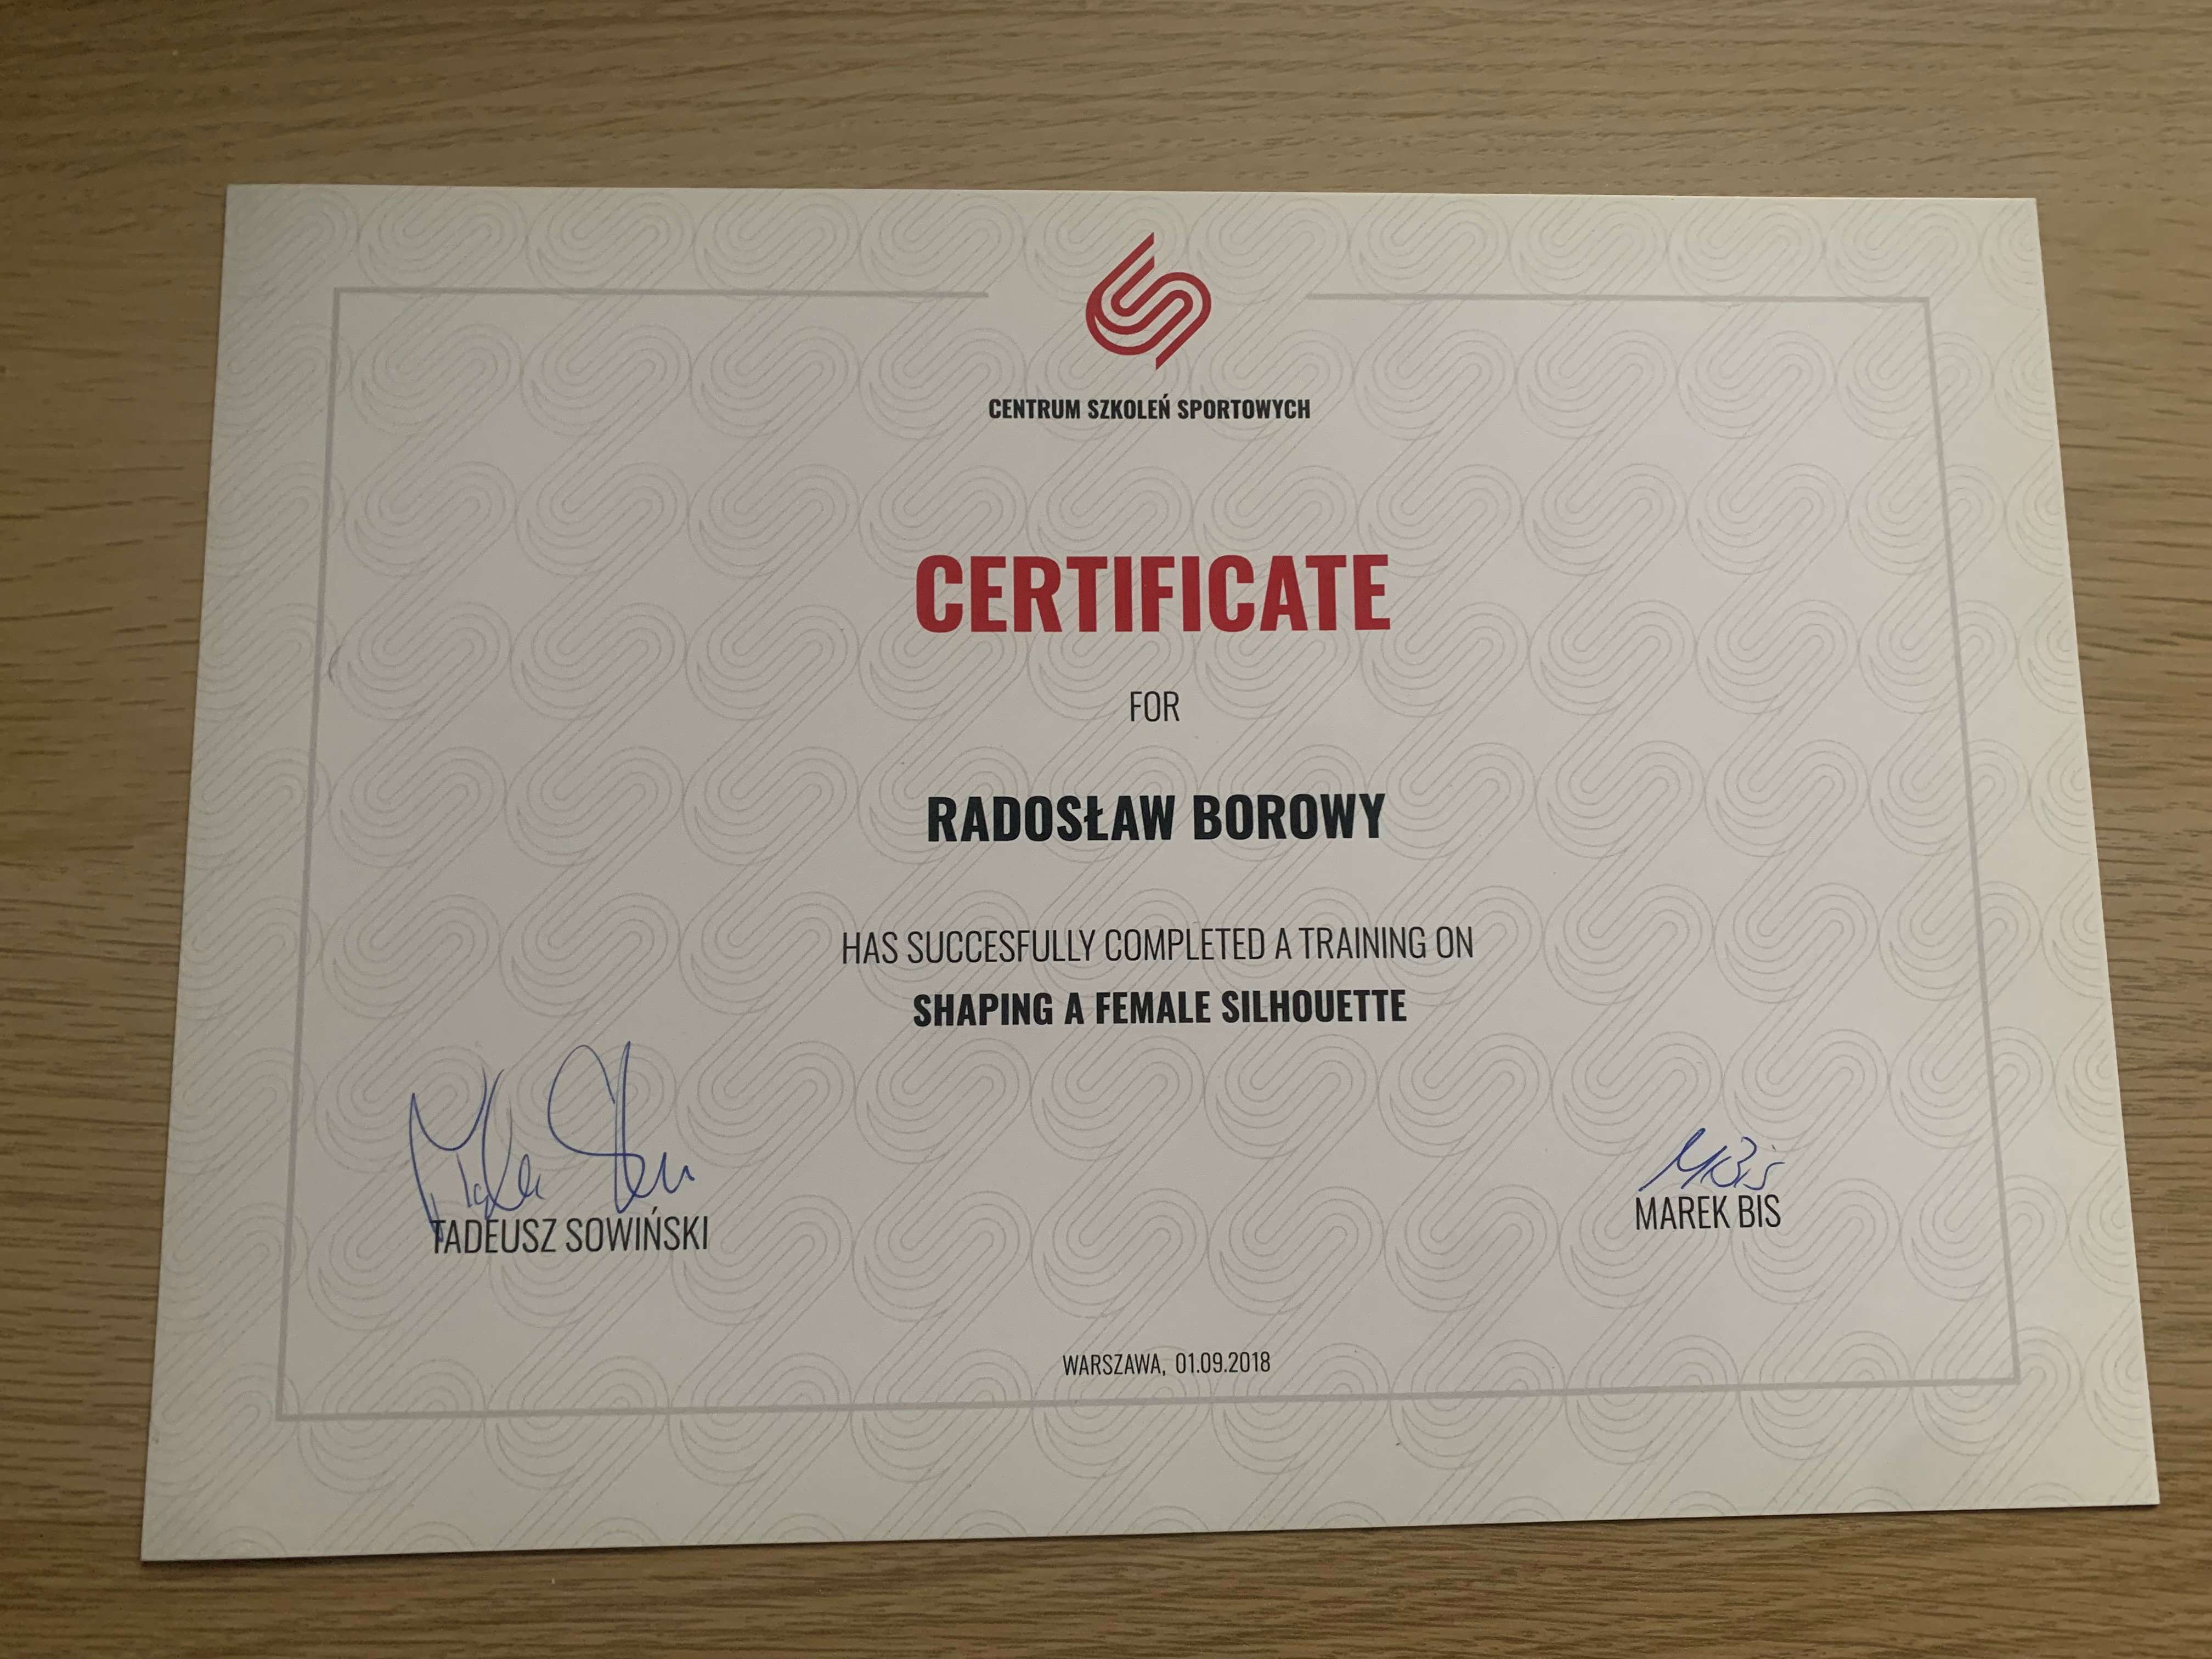 CENTRUM SZKOLEŃ SPORTOWYCH
CERTIFICATE
FOR
RADOSŁAW BOROWY
HAS SUCCESFULLY COMPLETED A TRAINING ON
SHAPING A FEMALE SILHOUETTE
MBis
TADEUSZ SOWIŃSKI
MAREK BIS
WARSZAWA, 01.09.2018